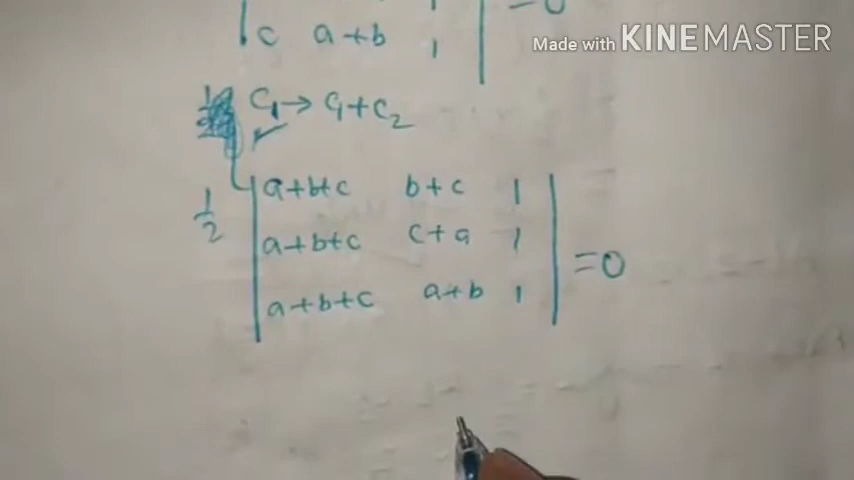 = 0
c a+b 1
Made with KINEMASTER
C₁ → C₁+C₂
1/2 | a+b+c b+c 1 |
| a+b+c c+a 1 | = 0
| a+b+c a+b 1 |